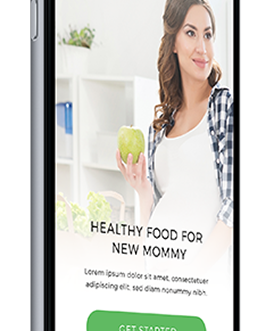 HEALTHY FOOD FOR
NEW MOMMY
Lorem ipsum dolor sit amet, consectetuer
adipiscing elit, sed diam nonummy nibh.
GET STARTED